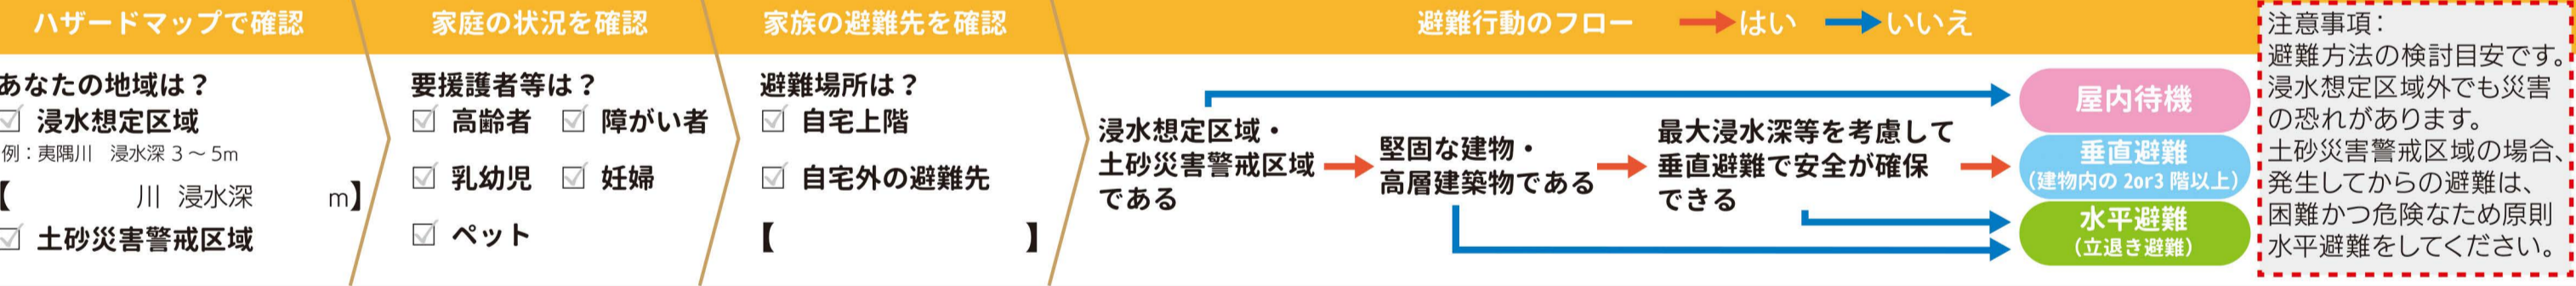 ハザードマップで確認
あなたの地域は？
浸水想定区域
例：夷隅川　浸水深 3～5m
【　　　　川 浸水深　　　m】
土砂災害警戒区域
家庭の状況を確認
要援護者等は？
高齢者　障がい者
乳幼児　妊婦
ペット
家族の避難先を確認
避難場所は？
自宅上階
自宅外の避難先
【　　　　　　　　　】
避難行動のフロー　→はい　→いいえ
浸水想定区域・
土砂災害警戒区域
である
堅固な建物・
高層建築物である
最大浸水深等を考慮して
垂直避難で安全が確保
できる
屋内待機
垂直避難
（建物内の 2or3 階以上）
水平避難
（立退き避難）
注意事項：
避難方法の検討目安です。
浸水想定区域外でも災害
の恐れがあります。
土砂災害警戒区域の場合、
発生してからの避難は、
困難かつ危険なため原則
水平避難をしてください。